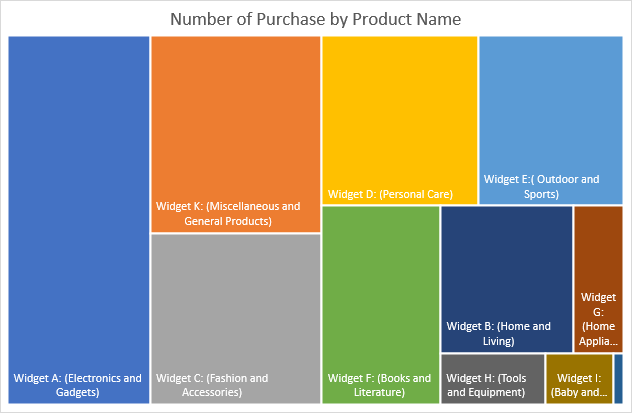 Number of Purchase by Product Name
Widget A: (Electronics and
Gadgets)
Widget K: (Miscellaneous and
General Products)
Widget C: (Fashion and
Accessories)
Widget D: (Personal Care)
Widget E:( Outdoor and
Sports)
Widget F: (Books and
Literature)
Widget B: (Home and
Living)
Widget
G:
(Home
Applia...
Widget H: (Tools
and Equipment)
Widget I:
(Baby and...